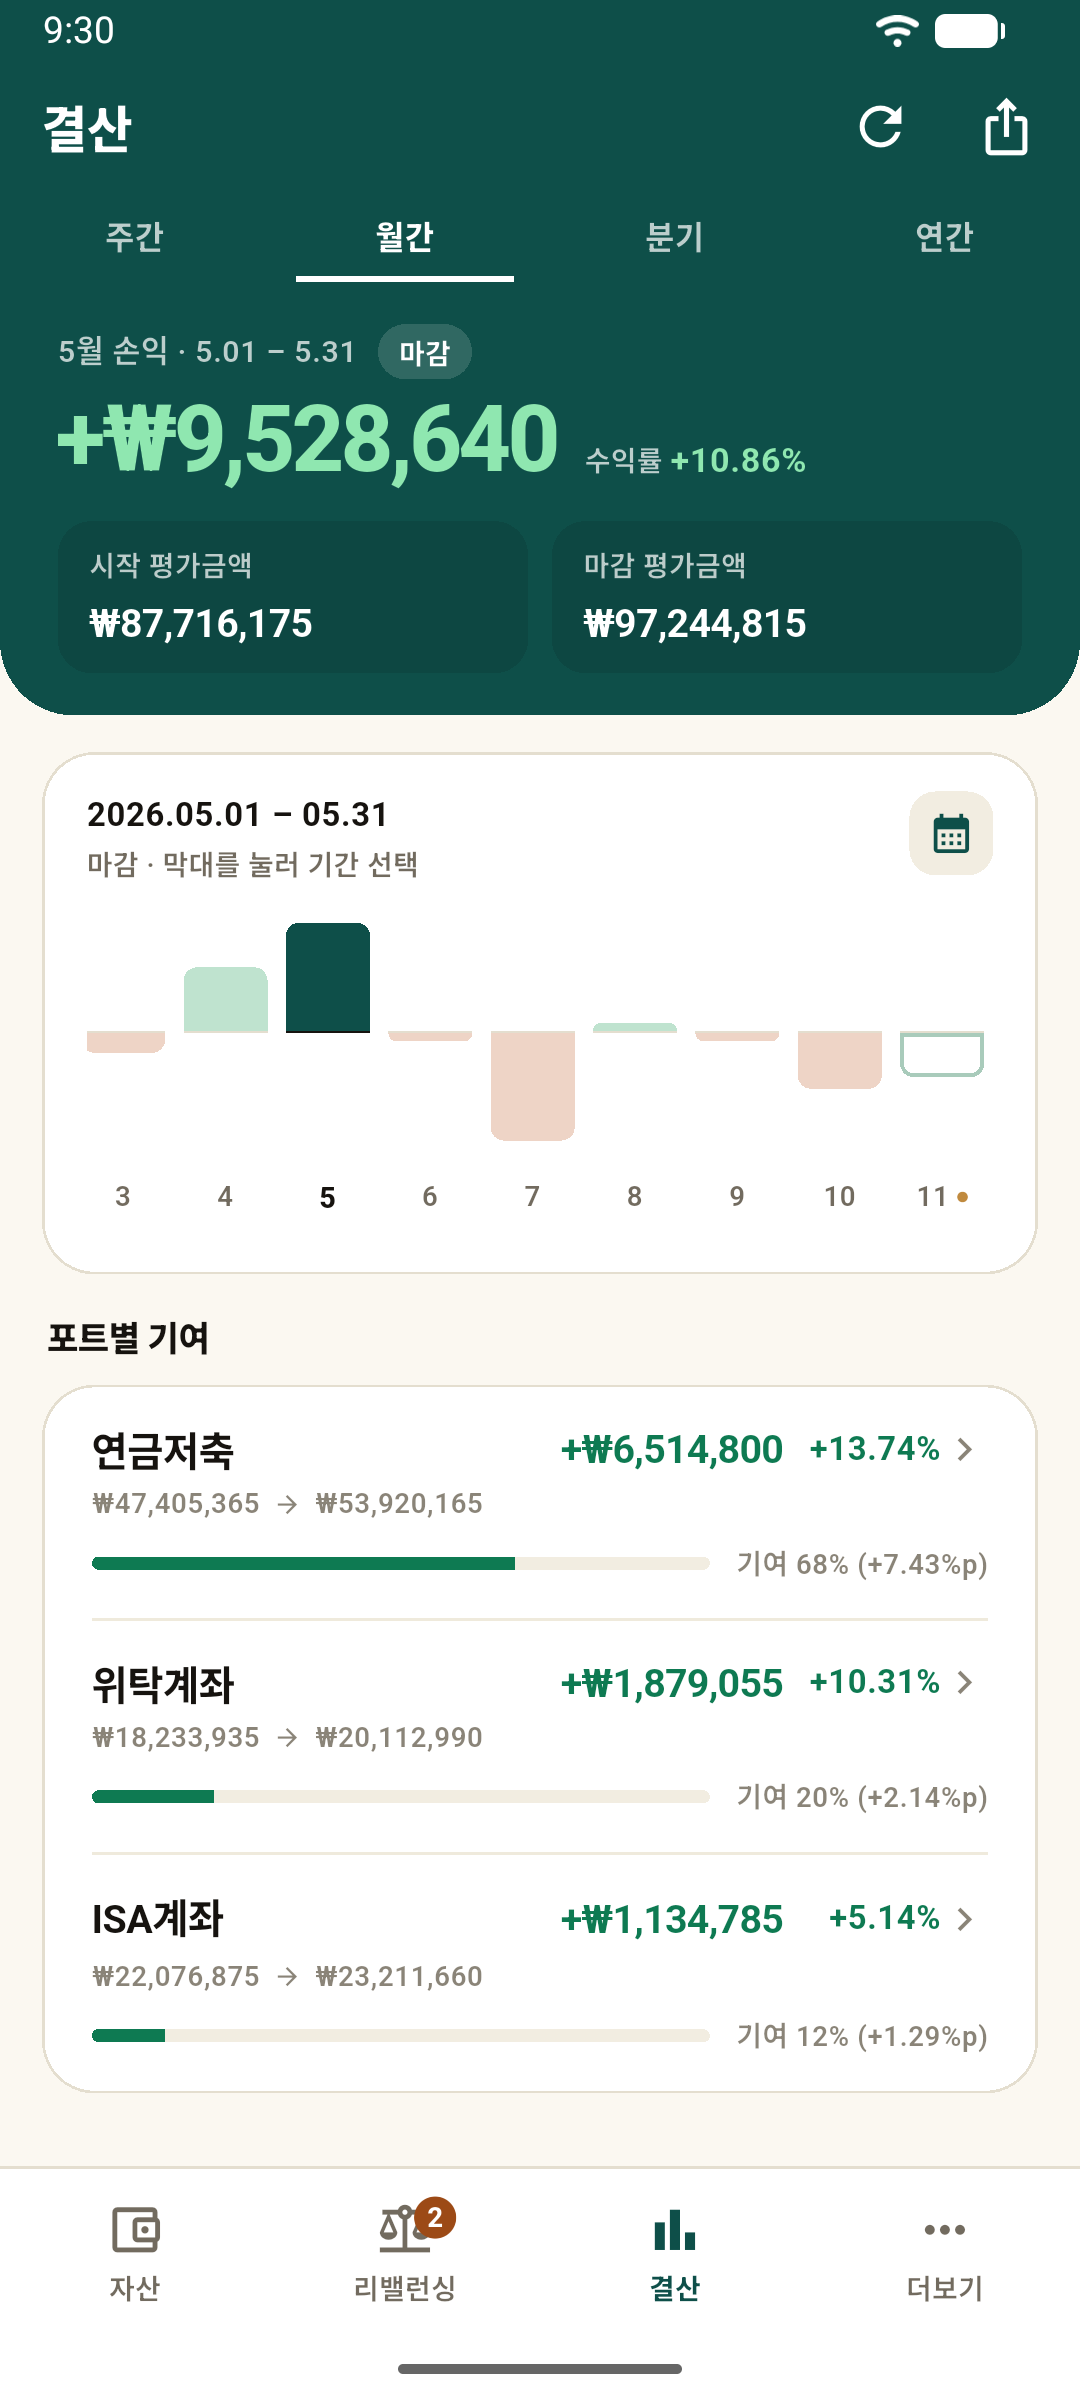 9:30
결산
주간 월간 분기 연간
5월 손익 · 5.01 – 5.31 마감
+₩9,528,640 수익률 +10.86%
시작 평가금액 마감 평가금액
₩87,716,175 ₩97,244,815
2026.05.01 – 05.31
마감 · 막대를 눌러 기간 선택
3 4 5 6 7 8 9 10 11
포트별 기여
연금저축 +₩6,514,800 +13.74%
₩47,405,365 → ₩53,920,165
기여 68% (+7.43%p)
위탁계좌 +₩1,879,055 +10.31%
₩18,233,935 → ₩20,112,990
기여 20% (+2.14%p)
ISA계좌 +₩1,134,785 +5.14%
₩22,076,875 → ₩23,211,660
기여 12% (+1.29%p)
2
자산 리밸런싱 결산 더보기